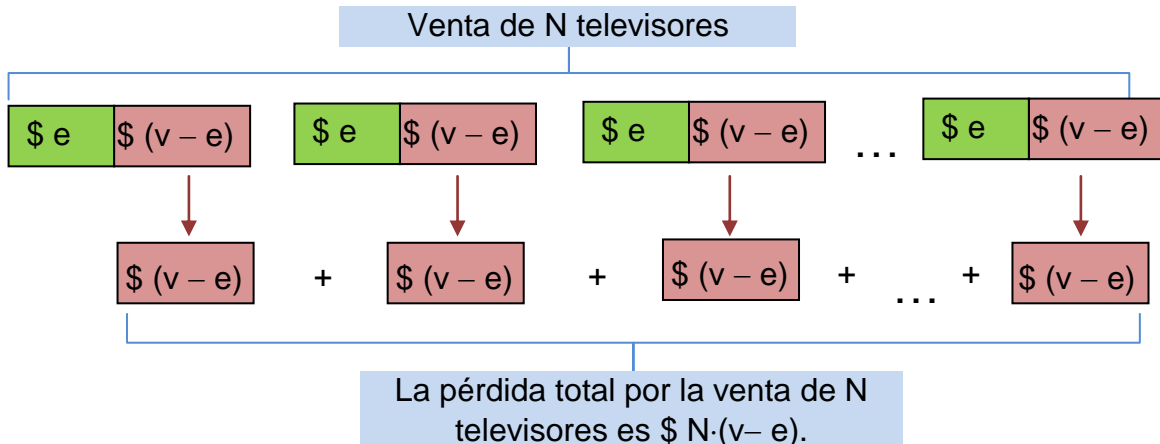 Venta de N televisores
$ e $ (v – e) $ e $ (v – e) $ e $ (v – e) ... $ e $ (v – e)
$ (v – e) + $ (v – e) + $ (v – e) + ... + $ (v – e)
La pérdida total por la venta de N
televisores es $ N·(v– e).